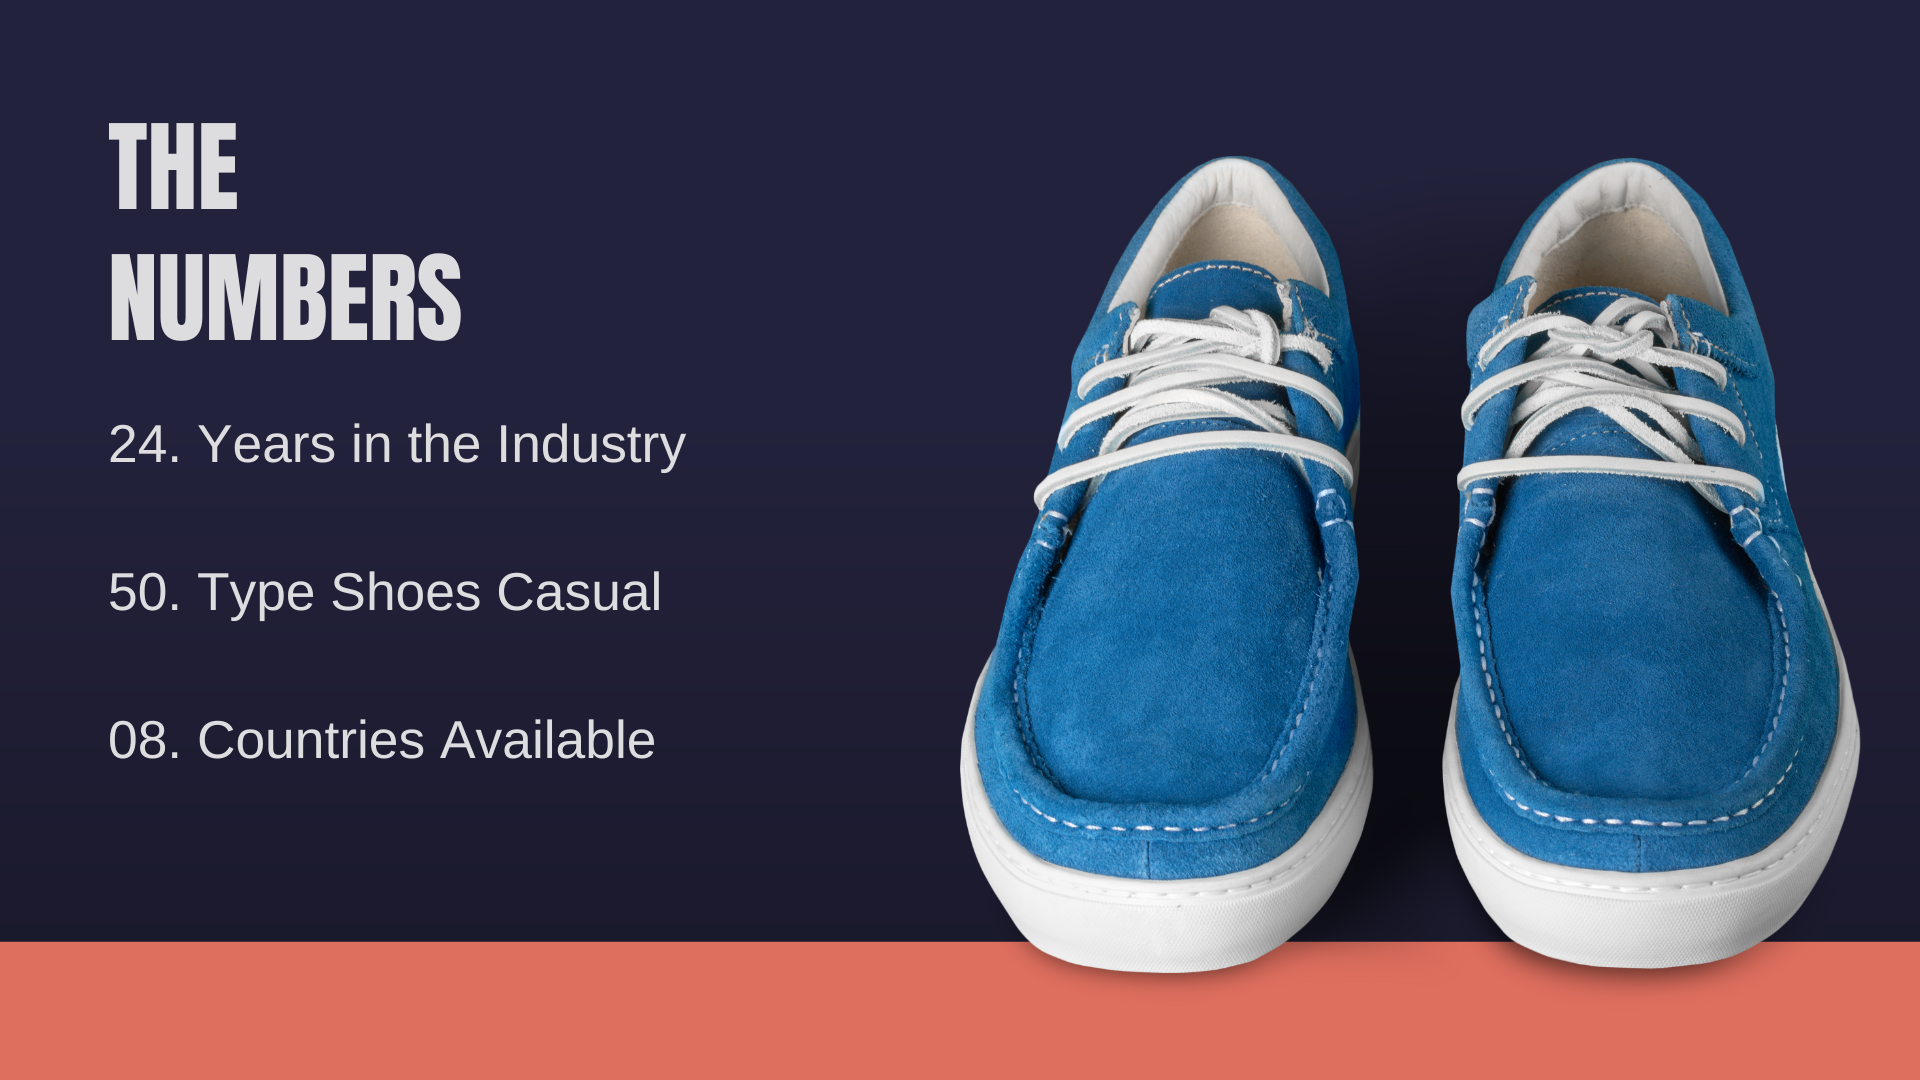 THE
NUMBERS
24. Years in the Industry
50. Type Shoes Casual
08. Countries Available